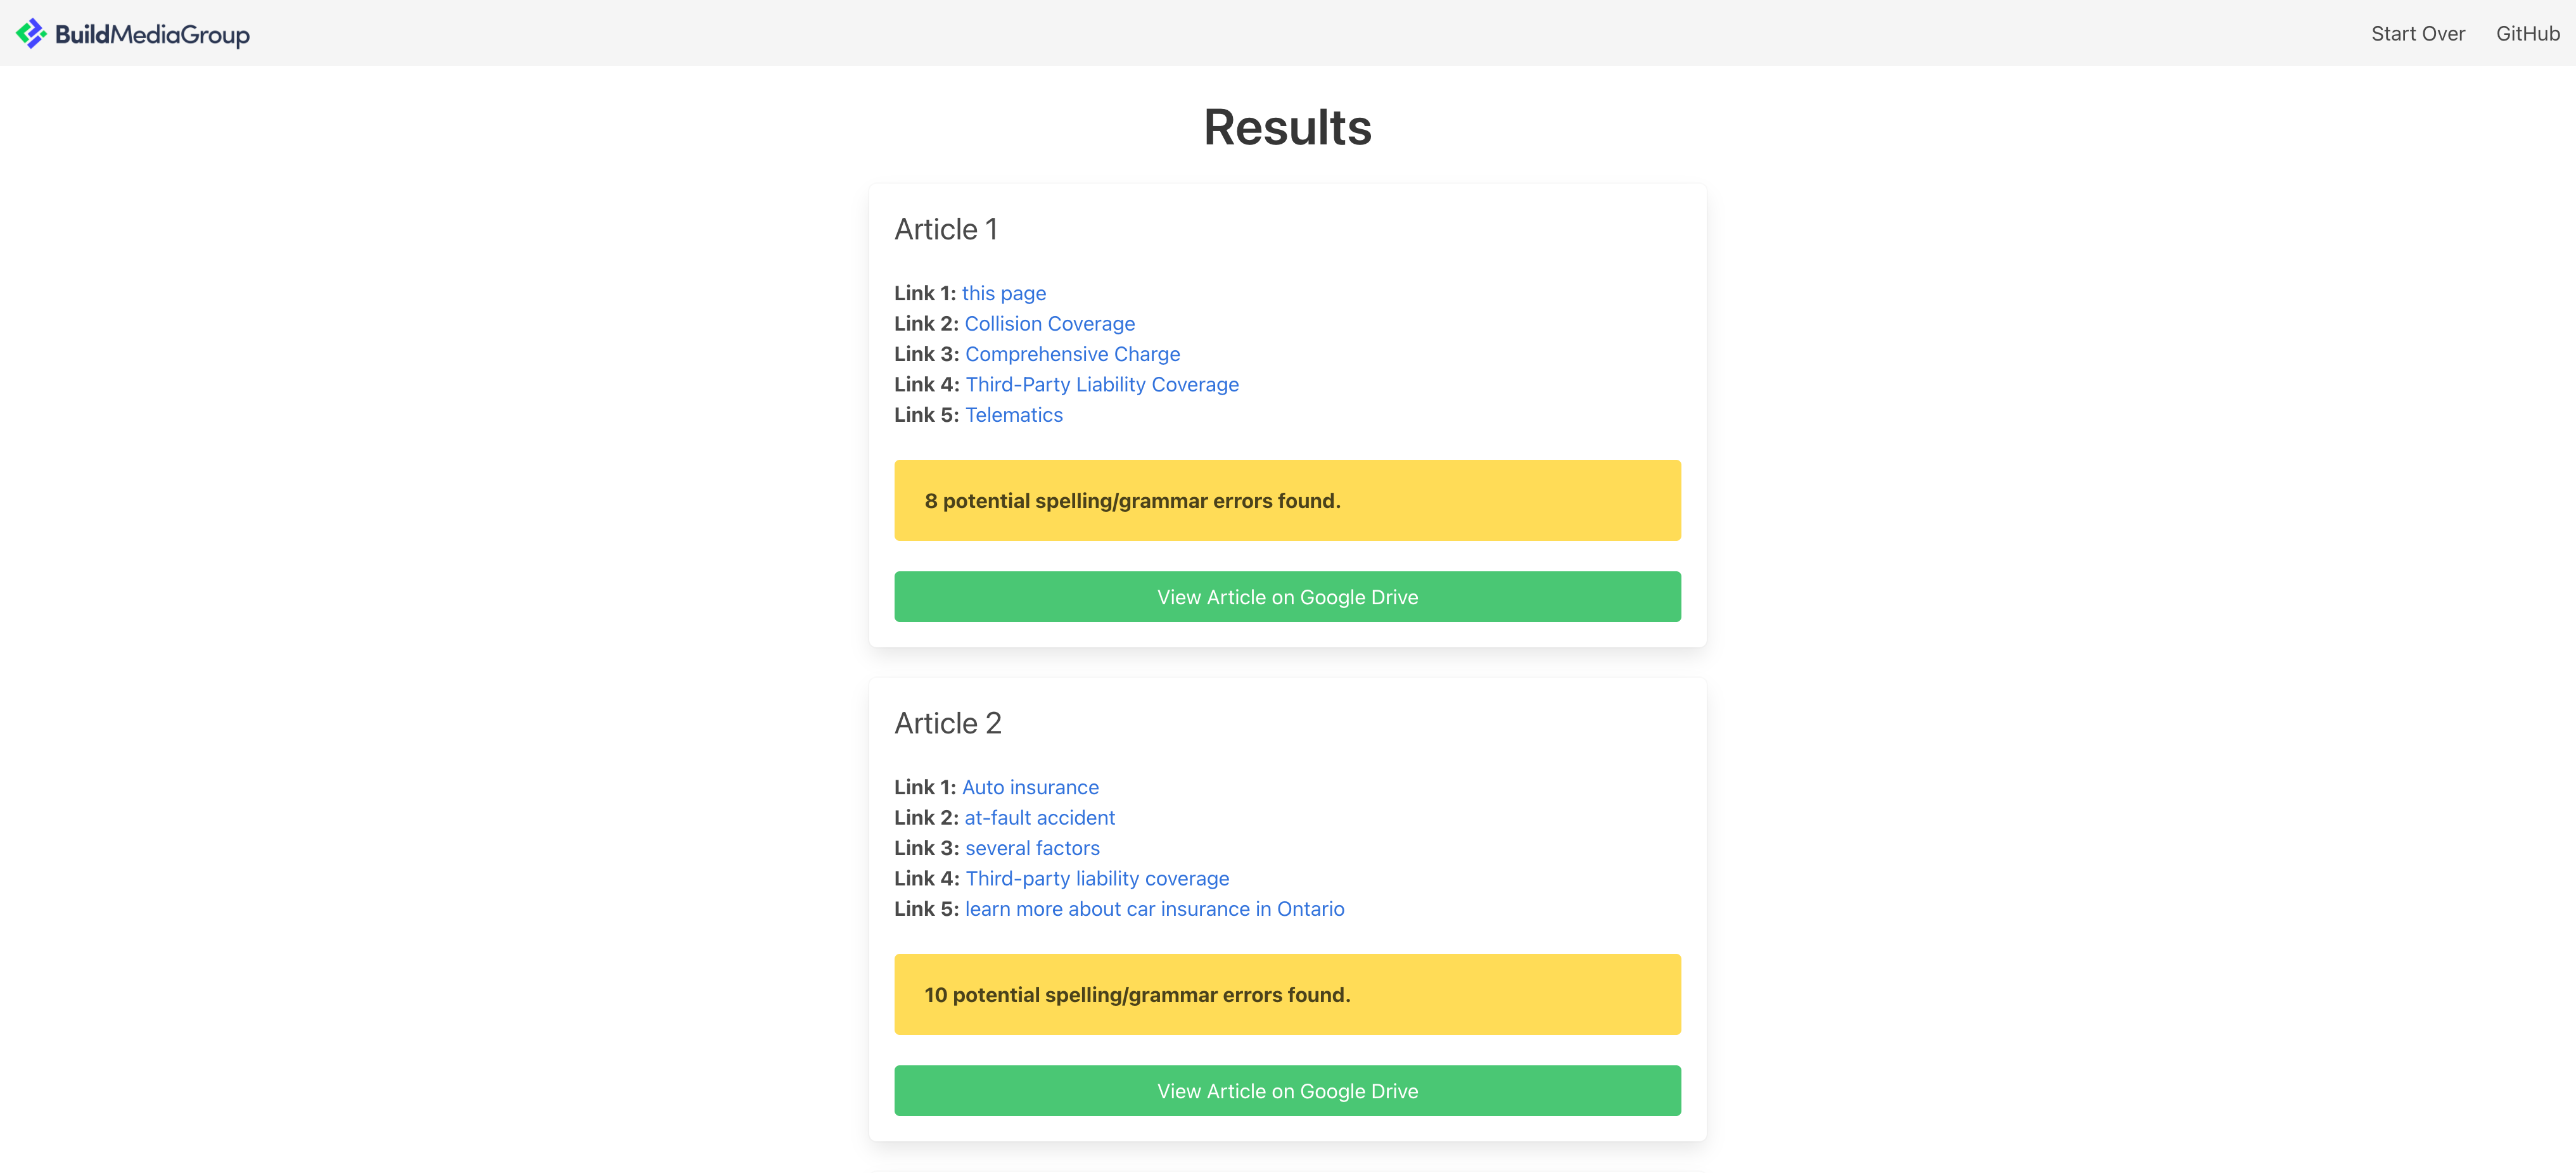 BuildMediaGroup
Start Over
GitHub
Results
Article 1
Link 1: this page
Link 2: Collision Coverage
Link 3: Comprehensive Charge
Link 4: Third-Party Liability Coverage
Link 5: Telematics
8 potential spelling/grammar errors found.
View Article on Google Drive
Article 2
Link 1: Auto insurance
Link 2: at-fault accident
Link 3: several factors
Link 4: Third-party liability coverage
Link 5: learn more about car insurance in Ontario
10 potential spelling/grammar errors found.
View Article on Google Drive